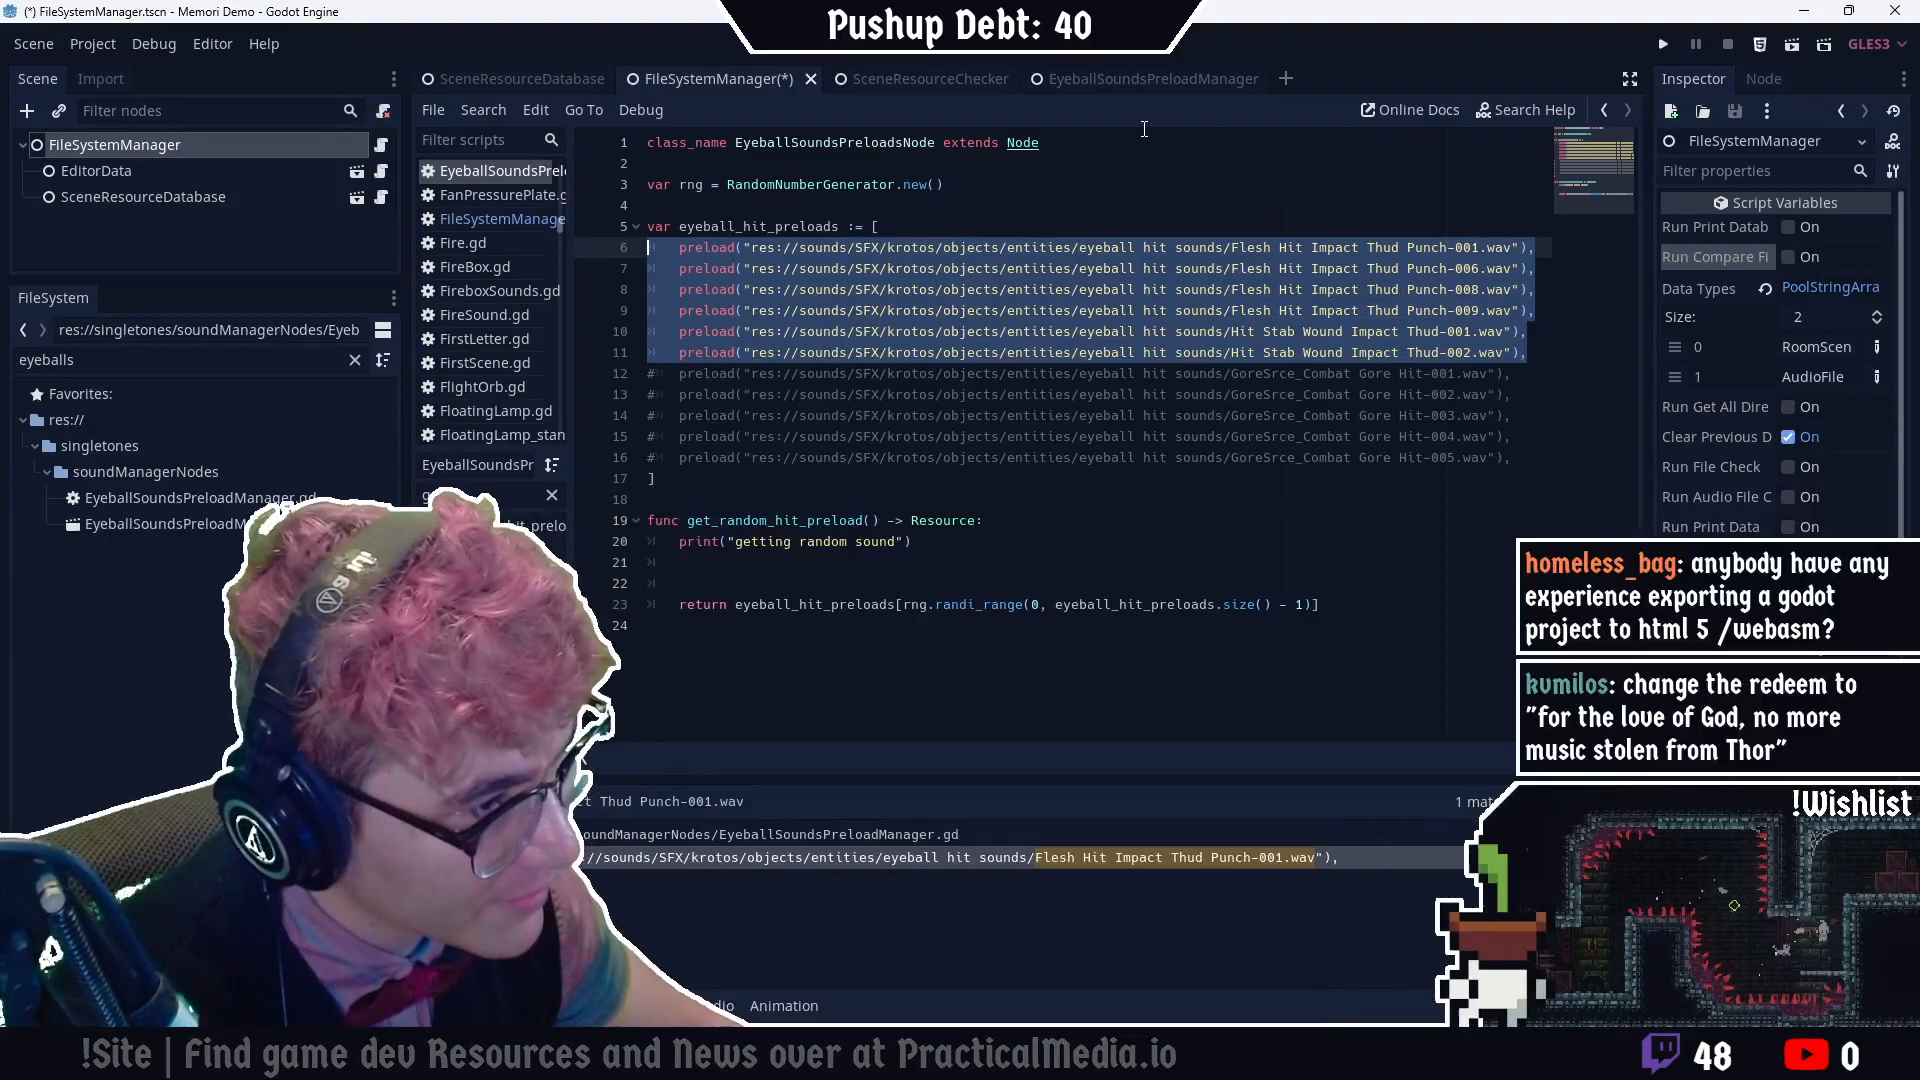 (*) FileSystemManager.tscn - Memori Demo - Godot Engine
Pushup Debt: 40
Scene Project Debug Editor Help
GLES3
Scene Import
SceneResourceDatabase FileSystemManager(*) SceneResourceChecker EyeballSoundsPreloadManager
Inspector Node
Filter nodes
File Search Edit Go To Debug
Online Docs Search Help
FileSystemManager
EditorData
SceneResourceDatabase
FileSystem
res://singletones/soundManagerNodes/Eyeb
eyeballs
Favorites:
res://
singletones
soundManagerNodes
EyeballSoundsPreloadManager.gd
EyeballSoundsPreloadM
Filter scripts
EyeballSoundsPrel
FanPressurePlate.g
FileSystemManage
Fire.gd
FireBox.gd
FireboxSounds.gd
FireSound.gd
FirstLetter.gd
FirstScene.gd
FlightOrb.gd
FloatingLamp.gd
FloatingLamp_stan
EyeballSoundsPr
1 class_name EyeballSoundsPreloadsNode extends Node
2
3 var rng = RandomNumberGenerator.new()
4
5 var eyeball_hit_preloads := [
6 preload("res://sounds/SFX/krotos/objects/entities/eyeball hit sounds/Flesh Hit Impact Thud Punch-001.wav"),
7 preload("res://sounds/SFX/krotos/objects/entities/eyeball hit sounds/Flesh Hit Impact Thud Punch-006.wav"),
8 preload("res://sounds/SFX/krotos/objects/entities/eyeball hit sounds/Flesh Hit Impact Thud Punch-008.wav"),
9 preload("res://sounds/SFX/krotos/objects/entities/eyeball hit sounds/Flesh Hit Impact Thud Punch-009.wav"),
10 preload("res://sounds/SFX/krotos/objects/entities/eyeball hit sounds/Hit Stab Wound Impact Thud-001.wav"),
11 preload("res://sounds/SFX/krotos/objects/entities/eyeball hit sounds/Hit Stab Wound Impact Thud-002.wav"),
12 # preload("res://sounds/SFX/krotos/objects/entities/eyeball hit sounds/GoreSrce_Combat Gore Hit-001.wav"),
13 # preload("res://sounds/SFX/krotos/objects/entities/eyeball hit sounds/GoreSrce_Combat Gore Hit-002.wav"),
14 # preload("res://sounds/SFX/krotos/objects/entities/eyeball hit sounds/GoreSrce_Combat Gore Hit-003.wav"),
15 # preload("res://sounds/SFX/krotos/objects/entities/eyeball hit sounds/GoreSrce_Combat Gore Hit-004.wav"),
16 # preload("res://sounds/SFX/krotos/objects/entities/eyeball hit sounds/GoreSrce_Combat Gore Hit-005.wav"),
17 ]
18
19 func get_random_hit_preload() -> Resource:
20 print("getting random sound")
21
22
23 return eyeball_hit_preloads[rng.randi_range(0, eyeball_hit_preloads.size() - 1)]
24
FileSystemManager
Filter properties
Script Variables
Run Print Datab On
Run Compare Fi On
Data Types PoolStringArra
Size: 2
0 RoomScen
1 AudioFile
Run Get All Dire On
Clear Previous D On
Run File Check On
Run Audio File C On
Run Print Data On
homeless_bag: anybody have any
experience exporting a godot
project to html 5 /webasm?
kvmilos: change the redeem to
"for the love of God, no more
music stolen from Thor"
!Wishlist
t Thud Punch-001.wav
1 mat
oundManagerNodes/EyeballSoundsPreloadManager.gd
//sounds/SFX/krotos/objects/entities/eyeball hit sounds/Flesh Hit Impact Thud Punch-001.wav"),
dio Animation
!Site | Find game dev Resources and News over at PracticalMedia.io
48
0